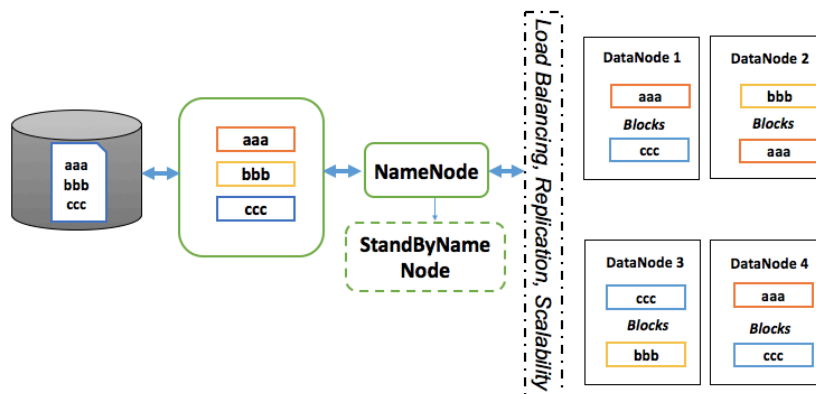 aaa
bbb
ccc
aaa
bbb
ccc
NameNode
StandByName
Node
Load Balancing, Replication, Scalability
DataNode 1
aaa
Blocks
ccc
DataNode 2
bbb
Blocks
aaa
DataNode 3
ccc
Blocks
bbb
DataNode 4
aaa
Blocks
ccc